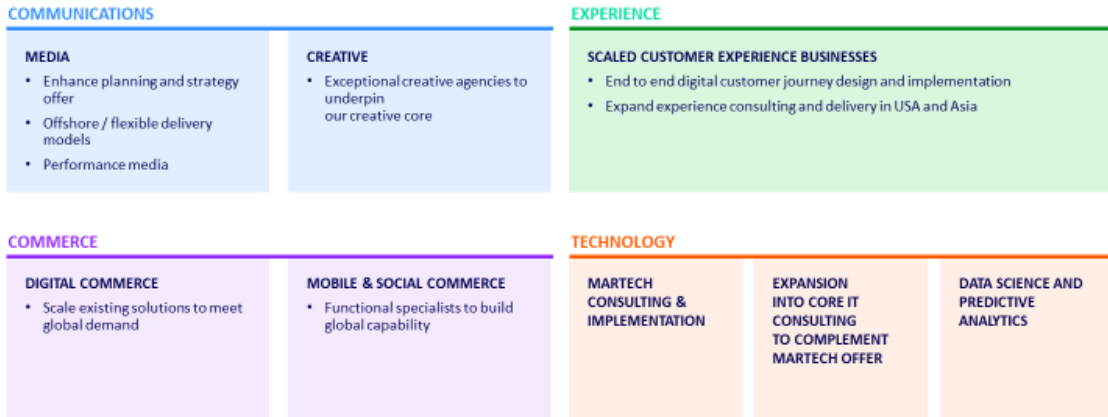 COMMUNICATIONS
MEDIA
• Enhance planning and strategy
offer
• Offshore / flexible delivery
models
• Performance media
CREATIVE
• Exceptional creative agencies to
underpin
our creative core
EXPERIENCE
SCALED CUSTOMER EXPERIENCE BUSINESSES
• End to end digital customer journey design and implementation
• Expand experience consulting and delivery in USA and Asia
COMMERCE
DIGITAL COMMERCE
• Scale existing solutions to meet
global demand
MOBILE & SOCIAL COMMERCE
• Functional specialists to build
global capability
TECHNOLOGY
MARTECH
CONSULTING &
IMPLEMENTATION
EXPANSION
INTO CORE IT
CONSULTING
TO COMPLEMENT
MARTECH OFFER
DATA SCIENCE AND
PREDICTIVE
ANALYTICS